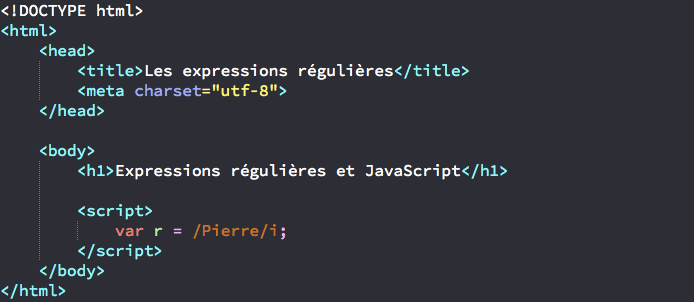 <!DOCTYPE html>
<html>
    <head>
        <title>Les expressions régulières</title>
        <meta charset="utf-8">
    </head>

    <body>
        <h1>Expressions régulières et JavaScript</h1>

        <script>
            var r = /Pierre/i;
        </script>
    </body>
</html>